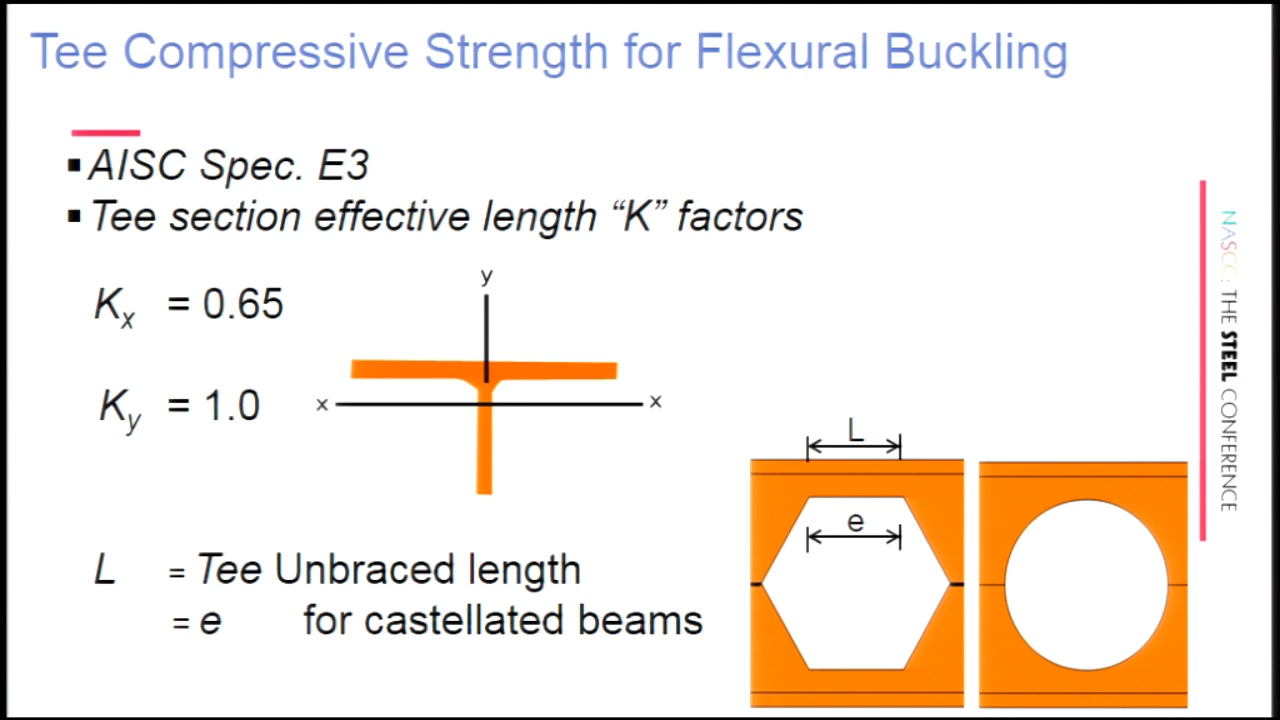 Tee Compressive Strength for Flexural Buckling
▪ AISC Spec. E3
▪ Tee section effective length “K” factors
Kx = 0.65
Ky = 1.0
y
x
x
L = Tee Unbraced length
= e for castellated beams
L
e
NASCC: THE STEEL CONFERENCE